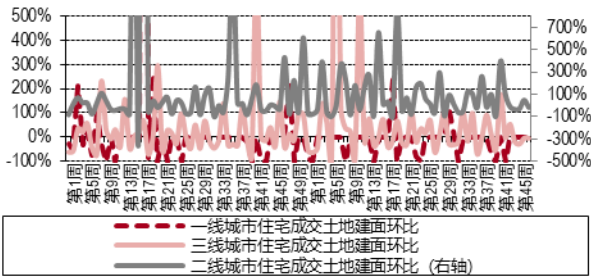 500%
400%
300%
200%
100%
0%
-100%
700%
500%
300%
100%
-100%
-300%
-500%
第1周
第5周
第9周
第13周
第17周
第21周
第25周
第29周
第33周
第37周
第41周
第45周
第49周
第1周
第5周
第9周
第13周
第17周
第21周
第25周
第29周
第33周
第37周
第41周
第45周
一线城市住宅成交土地建面环比
三线城市住宅成交土地建面环比
二线城市住宅成交土地建面环比（右轴）